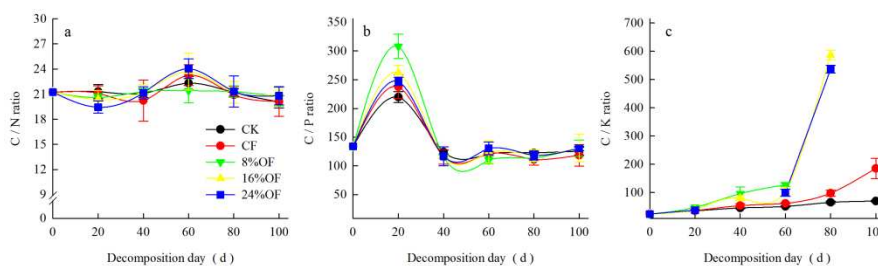 a
C / N ratio
30
27
24
21
18
15
12
9
0
CK
CF
8%OF
16%OF
24%OF
0 20 40 60 80 100
Decomposition day ( d )
b
C / P ratio
350
300
250
200
150
100
50
0 20 40 60 80 100
Decomposition day ( d )
c
C / K ratio
700
600
500
400
300
200
100
0 20 40 60 80 100
Decomposition day ( d )